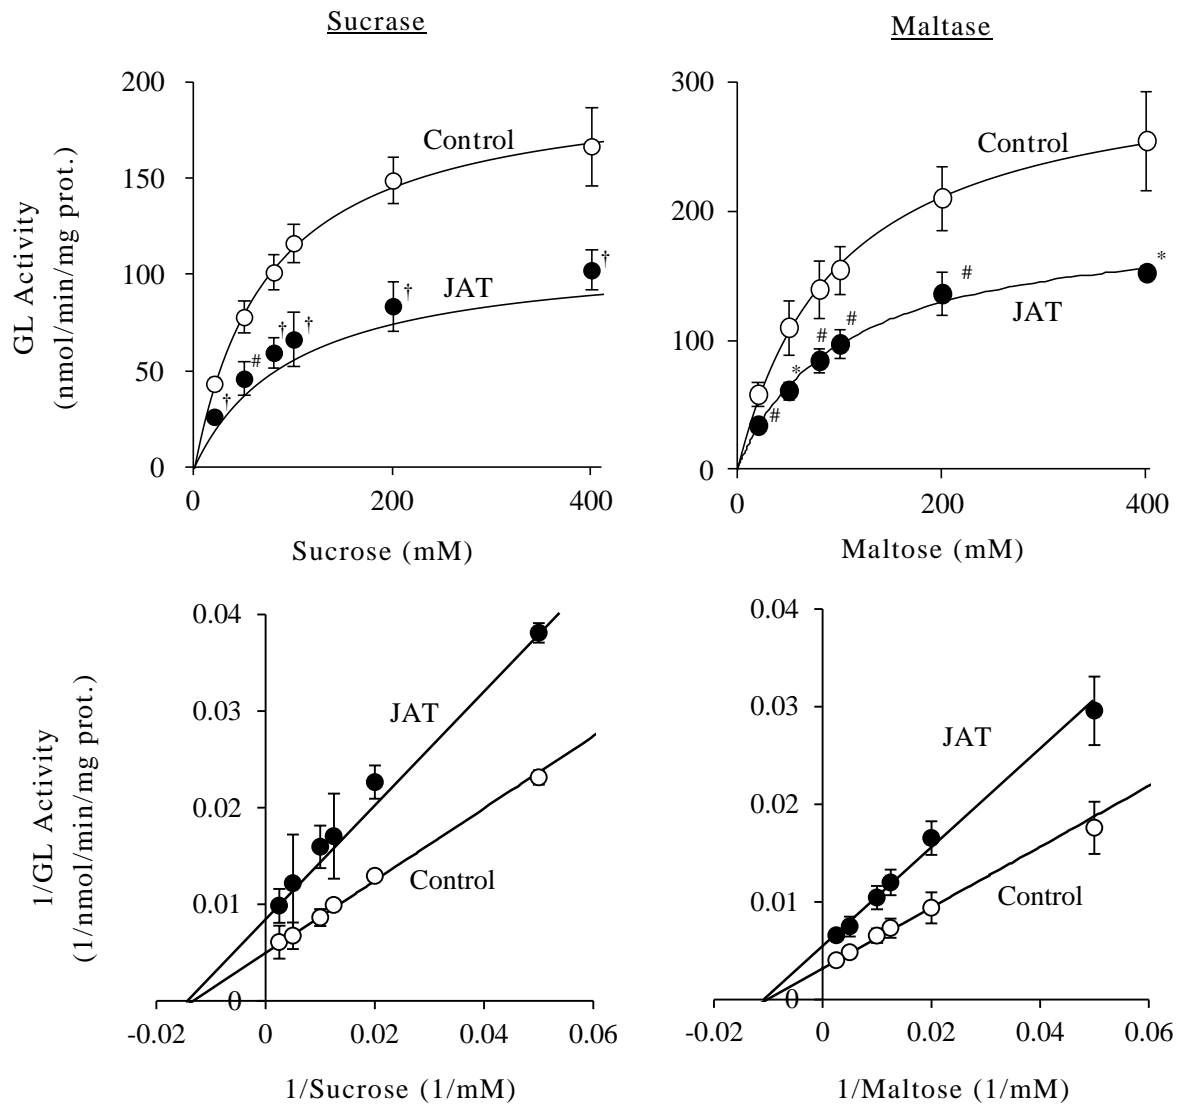 Sucrase
Maltase
GL Activity
(nmol/min/mg prot.)
200
150
100
50
0
Control
JAT
†
#
†
†
†
†
0
200
400
Sucrose (mM)
300
200
100
0
Control
JAT
#
*
#
#
#
*
0
200
400
Maltose (mM)
1/GL Activity
(1/nmol/min/mg prot.)
0.04
0.03
0.02
0.01
0
JAT
Control
-0.02
0
0.02
0.04
0.06
1/Sucrose (1/mM)
0.04
0.03
0.02
0.01
0
JAT
Control
-0.02
0
0.02
0.04
0.06
1/Maltose (1/mM)